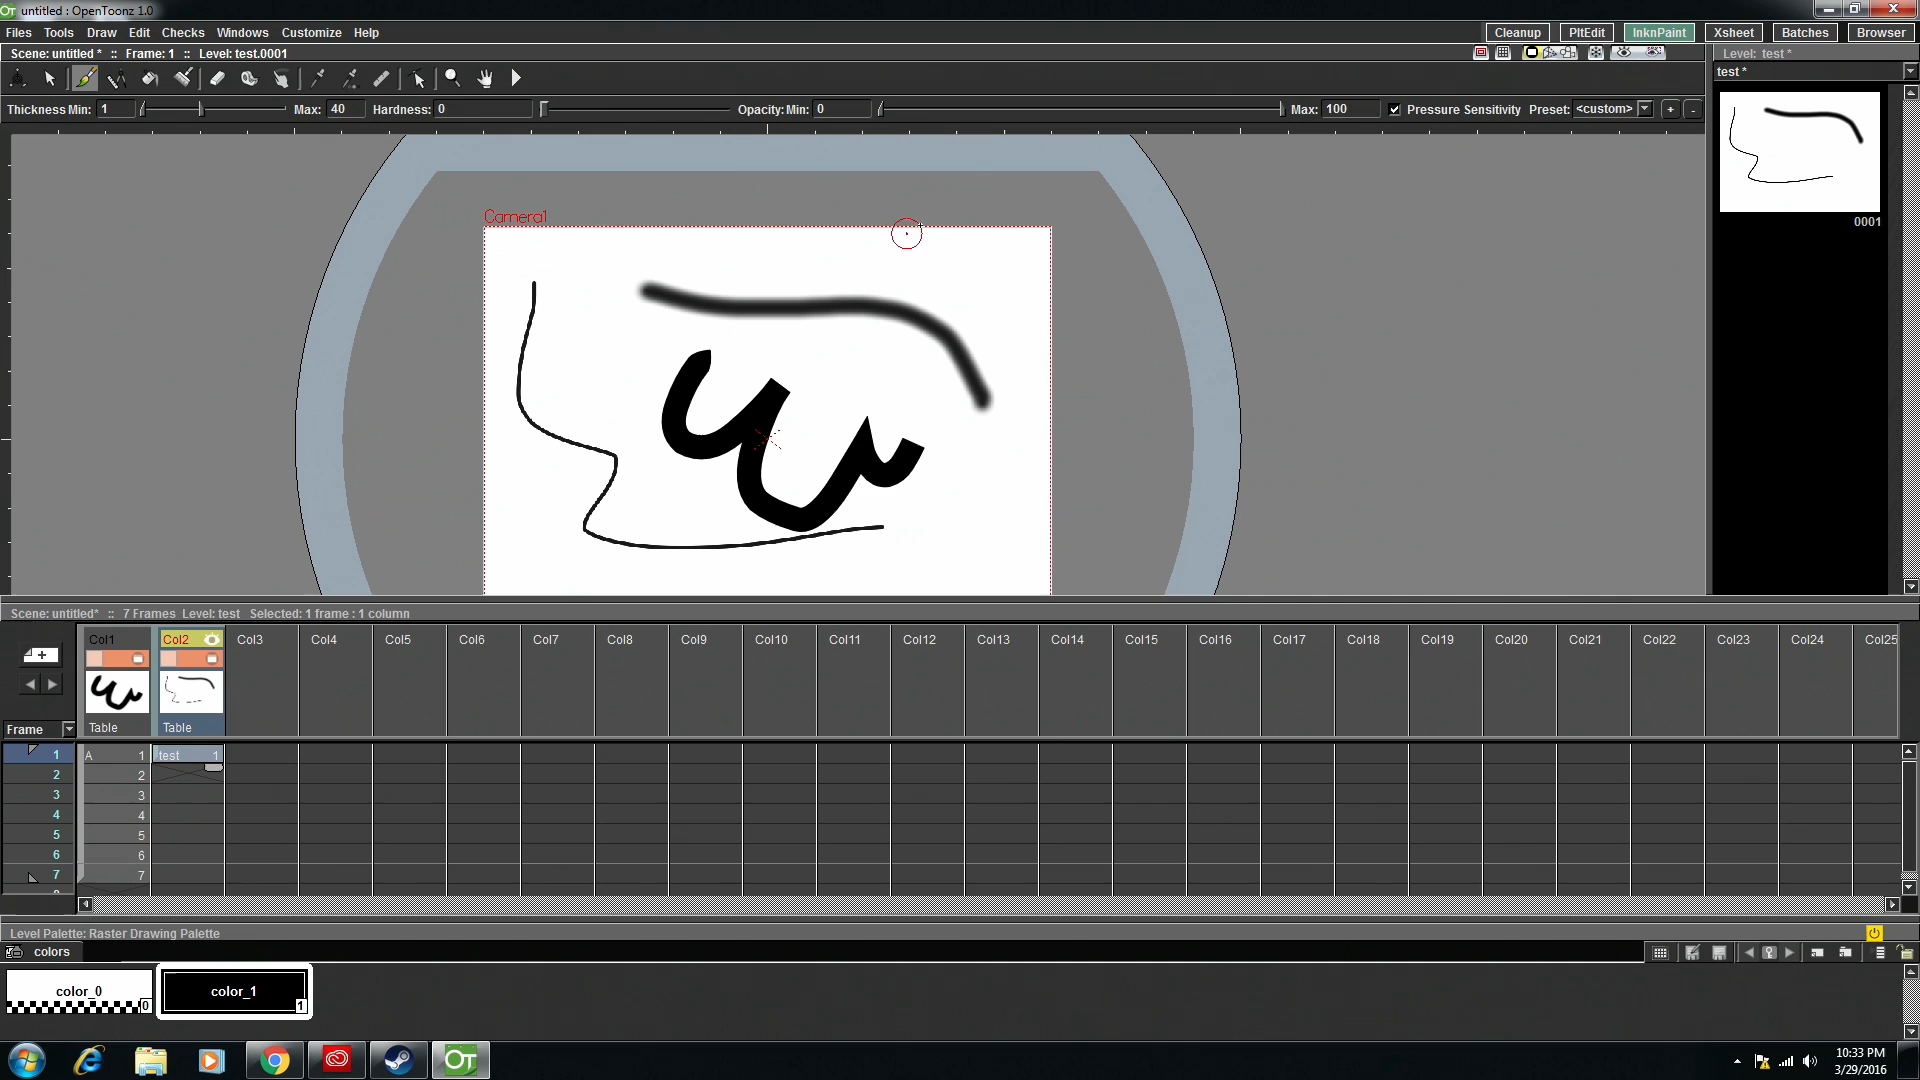 untitled : OpenToonz 1.0
Files Tools Draw Edit Checks Windows Customize Help
Cleanup PltEdit InknPaint Xsheet Batches Browser
Scene: untitled * :: Frame: 1 :: Level: test.0001
Level: test *
test *
Thickness Min: 1 Max: 40 Hardness: 0 Opacity: Min: 0 Max: 100 Pressure Sensitivity Preset: <custom> + -
Camera1
0001
Scene: untitled* :: 7 Frames Level: test Selected: 1 frame : 1 column
Col1 Col2 Col3 Col4 Col5 Col6 Col7 Col8 Col9 Col10 Col11 Col12 Col13 Col14 Col15 Col16 Col17 Col18 Col19 Col20 Col21 Col22 Col23 Col24 Col25
Frame Table Table
1 A 1 test 1
2 2
3 3
4 4
5 5
6 6
7 7
Level Palette: Raster Drawing Palette
colors
color_0 0 color_1 1
OT
10:33 PM
3/29/2016